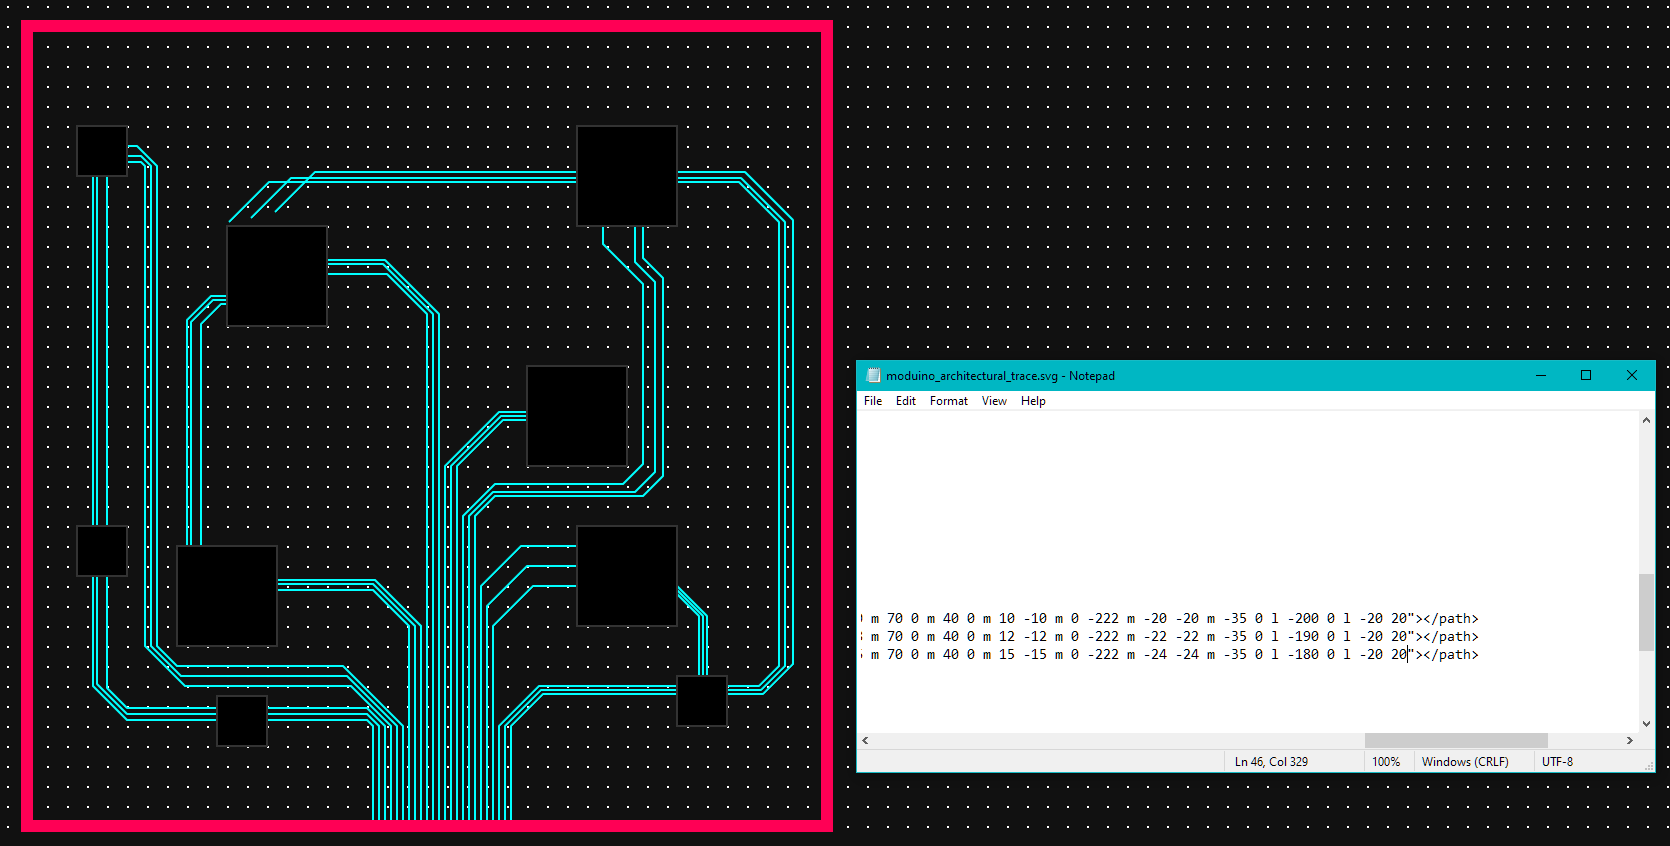 moduino_architectural_trace.svg - Notepad
File Edit Format View Help
m 70 0 m 40 0 m 10 -10 m 0 -222 m -20 -20 m -35 0 l -200 0 l -20 20"></path>
m 70 0 m 40 0 m 12 -12 m 0 -222 m -22 -22 m -35 0 l -190 0 l -20 20"></path>
m 70 0 m 40 0 m 15 -15 m 0 -222 m -24 -24 m -35 0 l -180 0 l -20 20"></path>
Ln 46, Col 329 100% Windows (CRLF) UTF-8